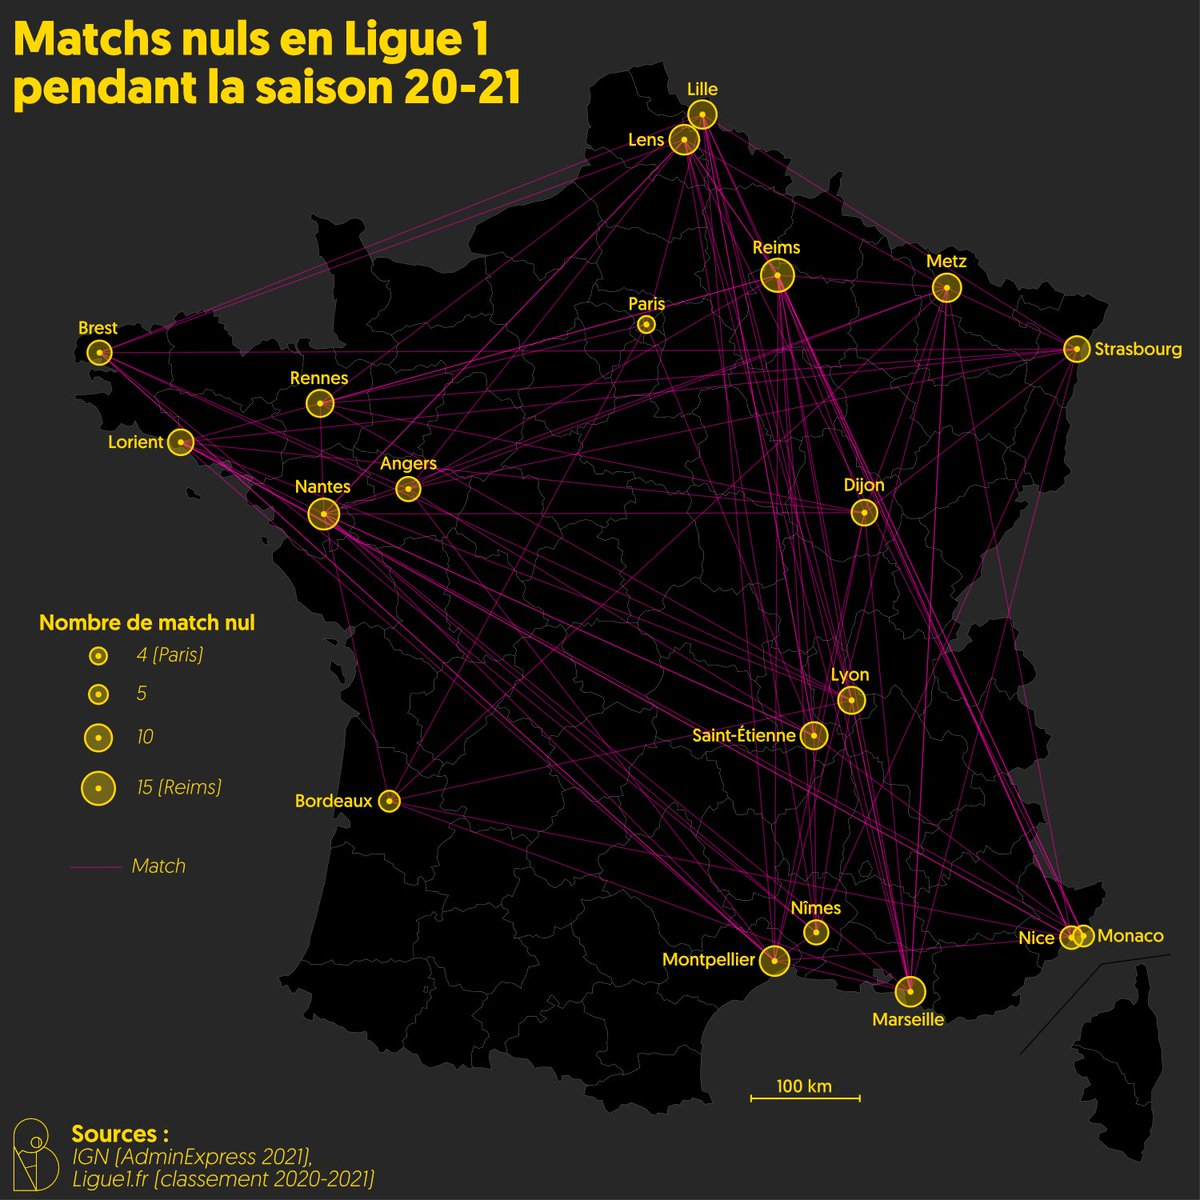 Matchs nuls en Ligue 1
pendant la saison 20-21
Lille
Lens
Reims
Metz
Paris
Brest
Strasbourg
Rennes
Lorient
Angers
Nantes
Dijon
Nombre de match nul
4 (Paris)
5
10
15 (Reims)
Match
Lyon
Saint-Étienne
Bordeaux
Nîmes
Nice
Monaco
Montpellier
Marseille
100 km
Sources :
IGN (AdminExpress 2021),
Ligue1.fr (classement 2020-2021)